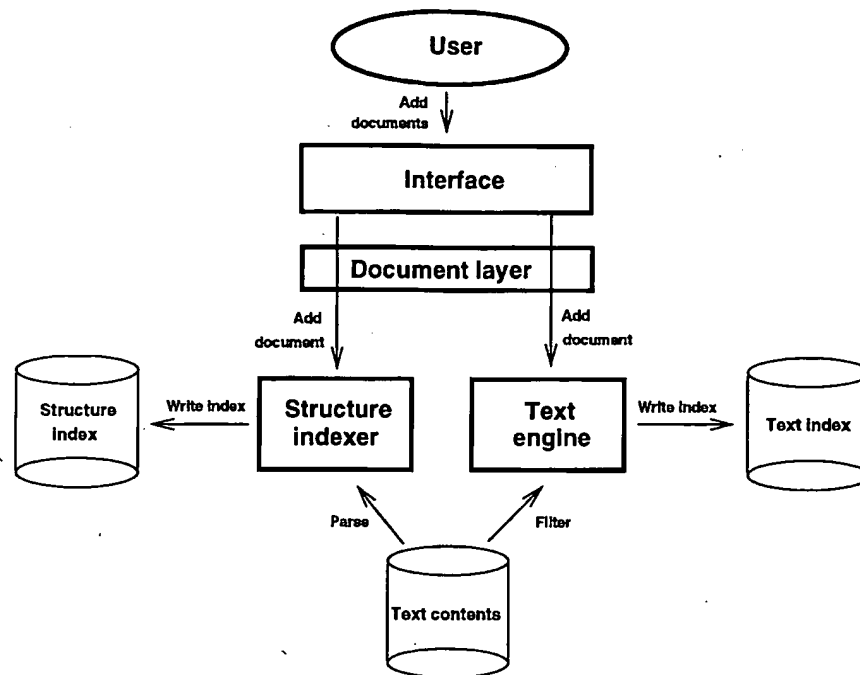 User
Add
documents
Interface
Document layer
Add
document
Add
document
Structure
index
Write index
Structure
indexer
Text
engine
Write index
Text index
Parse
Filter
Text contents